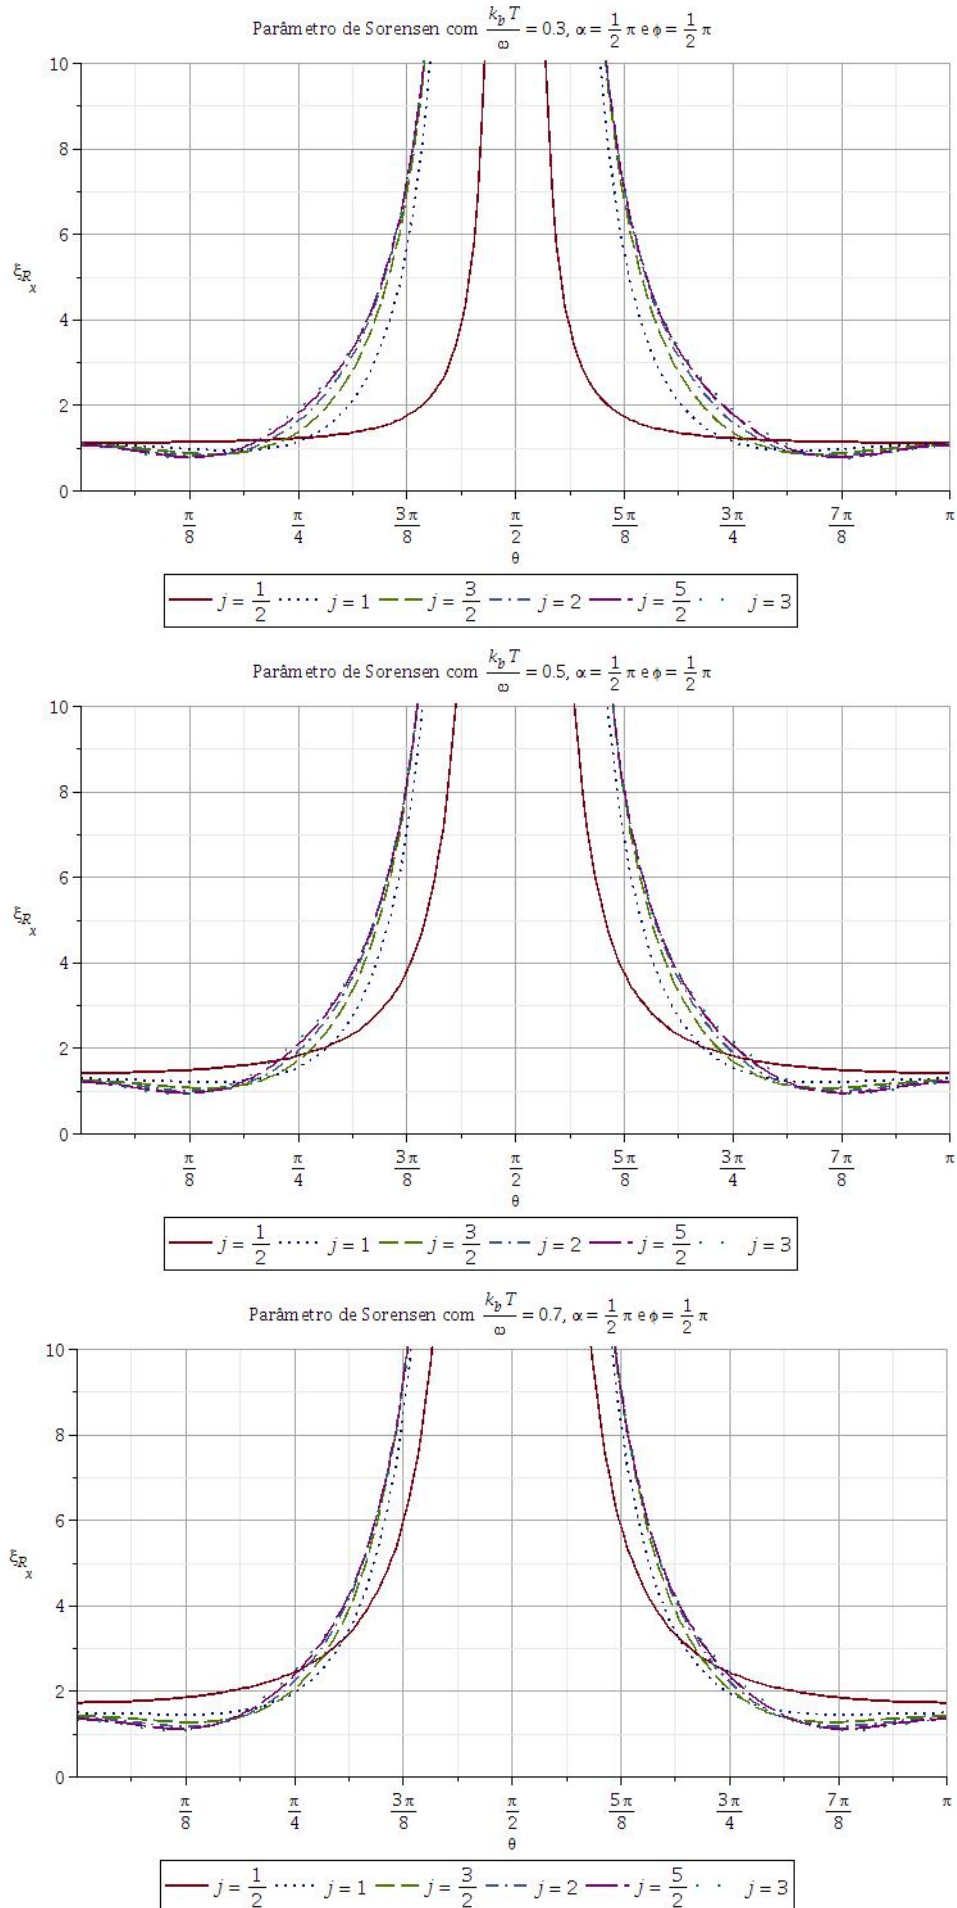 Parâmetro de Sorensen com k_b T / ω = 0.3, α = 1/2 π e ϕ = 1/2 π
10
8
6
ξ_R_x
4
2
0
π/8 π/4 3π/8 π/2 5π/8 3π/4 7π/8 π
θ
j = 1/2 j = 1 j = 3/2 j = 2 j = 5/2 j = 3
Parâmetro de Sorensen com k_b T / ω = 0.5, α = 1/2 π e ϕ = 1/2 π
10
8
6
ξ_R_x
4
2
0
π/8 π/4 3π/8 π/2 5π/8 3π/4 7π/8 π
θ
j = 1/2 j = 1 j = 3/2 j = 2 j = 5/2 j = 3
Parâmetro de Sorensen com k_b T / ω = 0.7, α = 1/2 π e ϕ = 1/2 π
10
8
6
ξ_R_x
4
2
0
π/8 π/4 3π/8 π/2 5π/8 3π/4 7π/8 π
θ
j = 1/2 j = 1 j = 3/2 j = 2 j = 5/2 j = 3